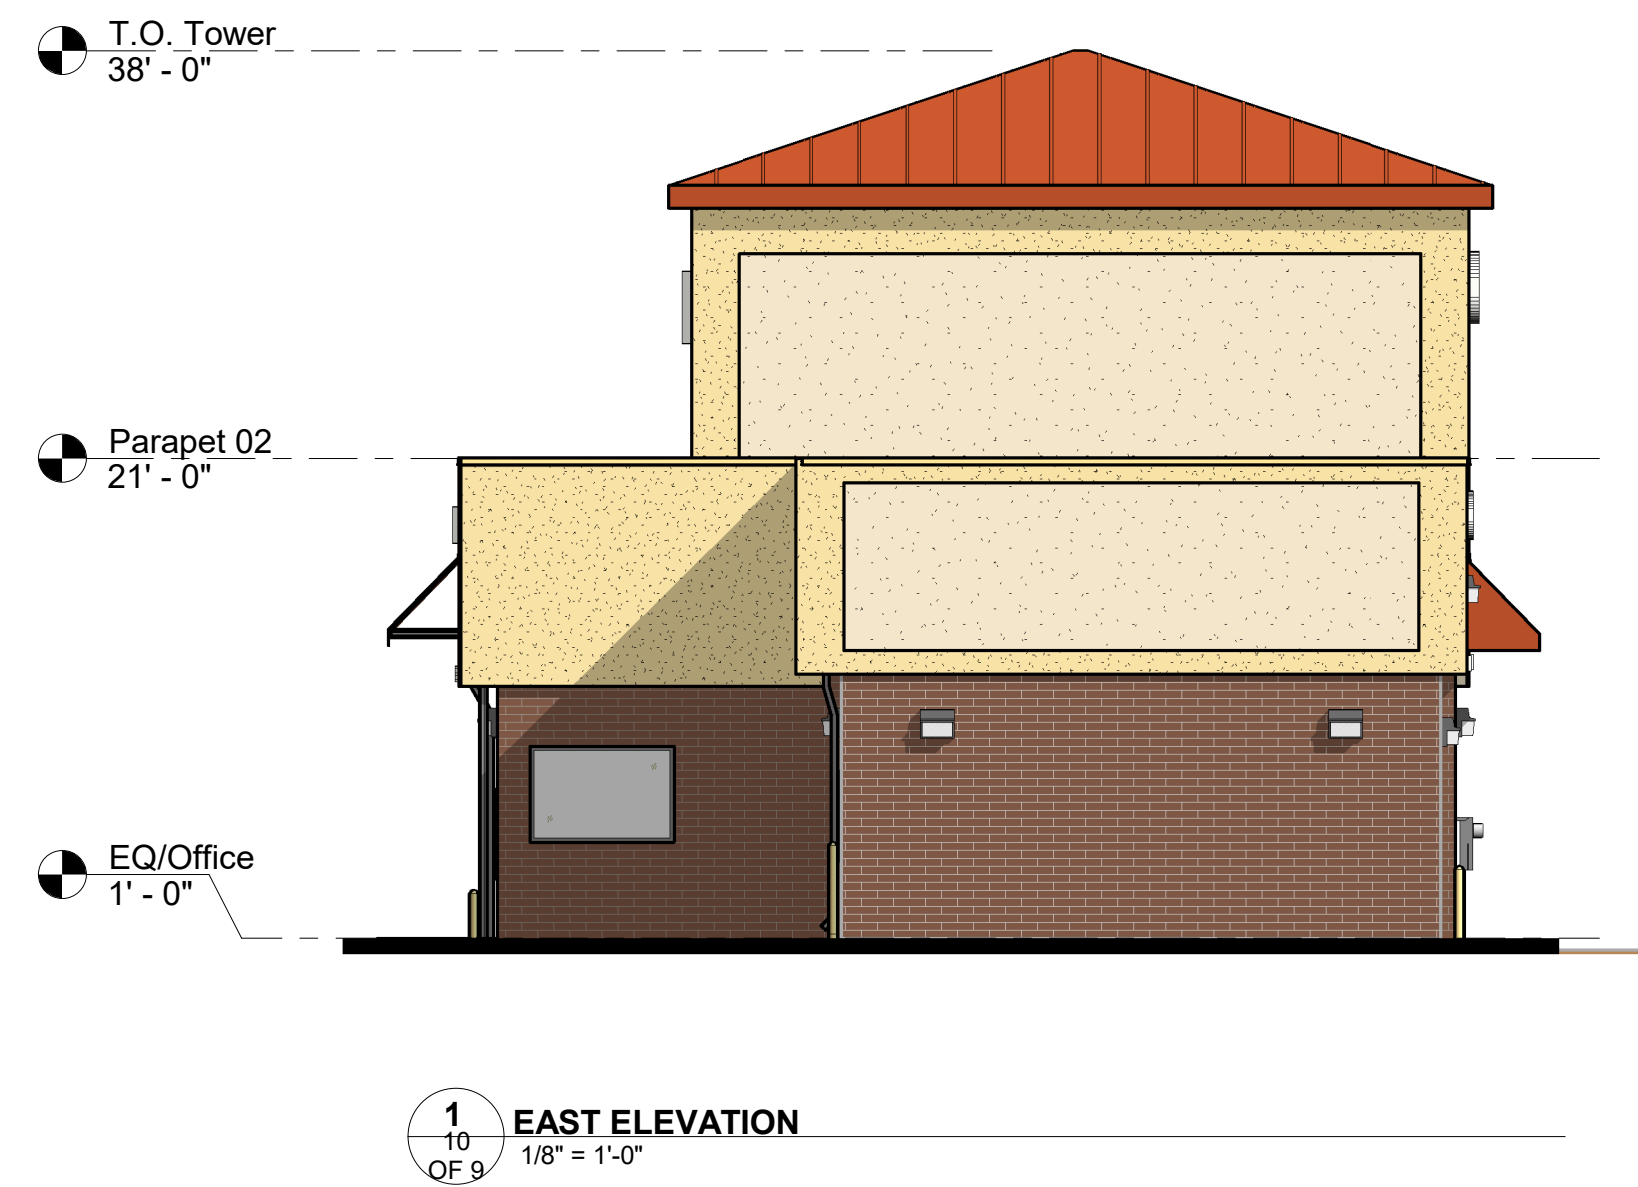 T.O. Tower
38' - 0"
Parapet 02
21' - 0"
EQ/Office
1' - 0"
1
10
OF 9
EAST ELEVATION
1/8" = 1'-0"